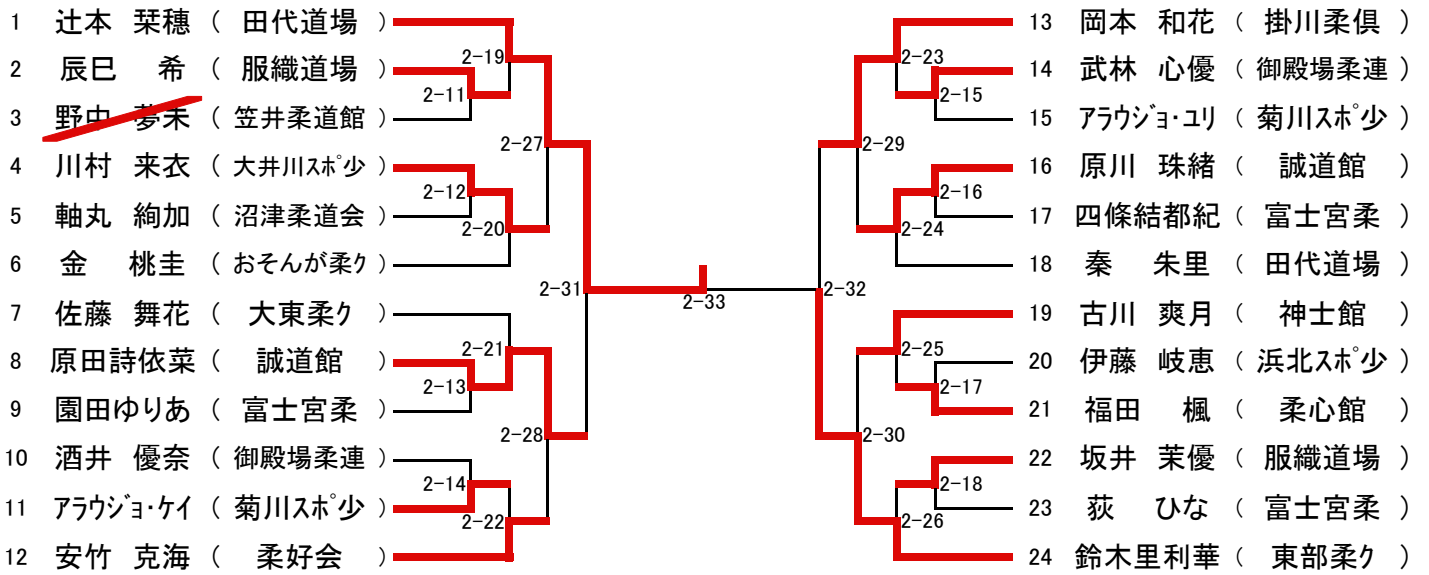 1 辻本 栞穂 ( 田代道場 )
2 辰巳 希 ( 服織道場 )
3 野中 夢未 ( 笠井柔道館 )
4 川村 来衣 ( 大井川スポ少 )
5 軸丸 絢加 ( 沼津柔道会 )
6 金 桃圭 ( おそんが柔ク )
7 佐藤 舞花 ( 大東柔ク )
8 原田詩依菜 ( 誠道館 )
9 園田ゆりあ ( 富士宮柔 )
10 酒井 優奈 ( 御殿場柔連 )
11 アラウジョ・ケイ ( 菊川スポ少 )
12 安竹 克海 ( 柔好会 )
2-19
2-11
2-27
2-12
2-20
2-31
2-21
2-13
2-28
2-14
2-22
2-33
2-23
2-15
2-29
2-16
2-24
2-32
2-25
2-17
2-30
2-18
2-26
13 岡本 和花 ( 掛川柔倶 )
14 武林 心優 ( 御殿場柔連 )
15 アラウジョ・ユリ ( 菊川スポ少 )
16 原川 珠緒 ( 誠道館 )
17 四條結都紀 ( 富士宮柔 )
18 秦 朱里 ( 田代道場 )
19 古川 爽月 ( 神士館 )
20 伊藤 岐恵 ( 浜北スポ少 )
21 福田 楓 ( 柔心館 )
22 坂井 茉優 ( 服織道場 )
23 荻 ひな ( 富士宮柔 )
24 鈴木里利華 ( 東部柔ク )